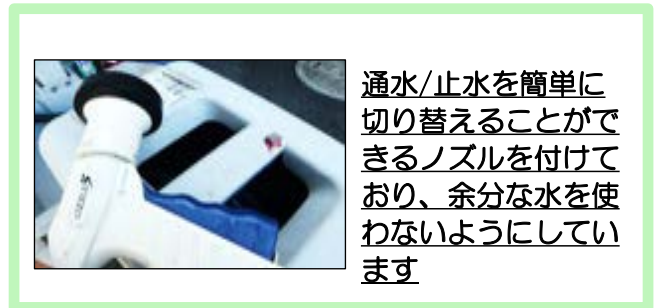 通水/止水を簡単に
切り替えることがで
きるノズルを付けて
おり、余分な水を使
わないようにしてい
ます